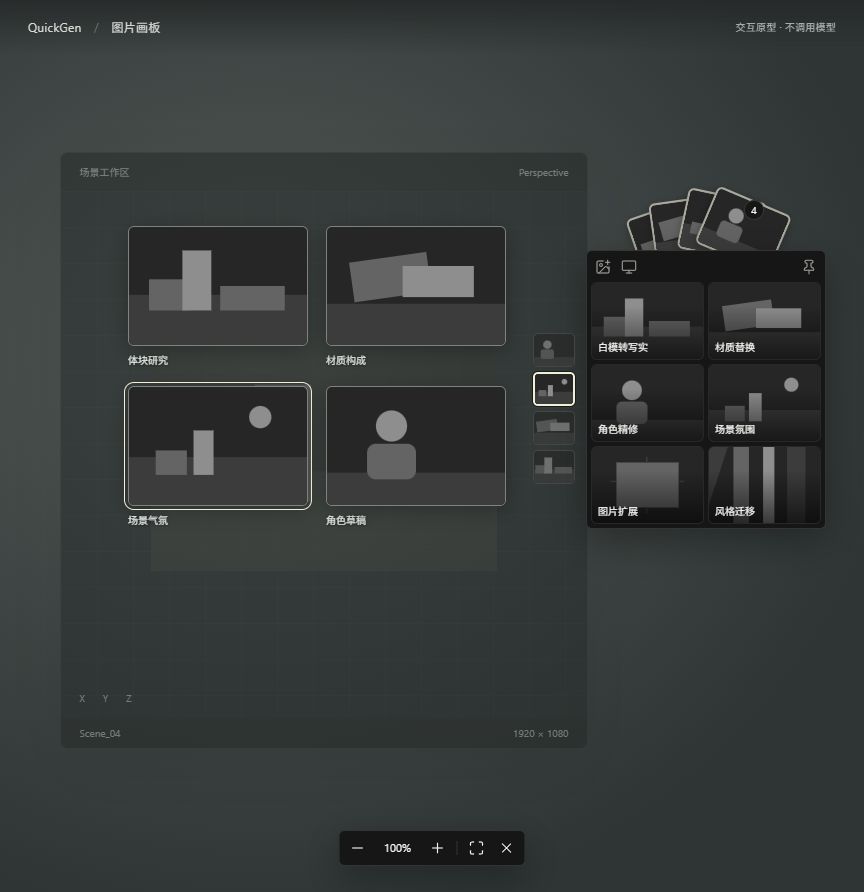 QuickGen / 图片画板
交互原型 · 不调用模型
场景工作区
Perspective
4
体块研究
材质构成
场景气氛
角色草稿
白模转写实
材质替换
角色精修
场景氛围
图片扩展
风格迁移
X Y Z
Scene_04
1920 × 1080
100%